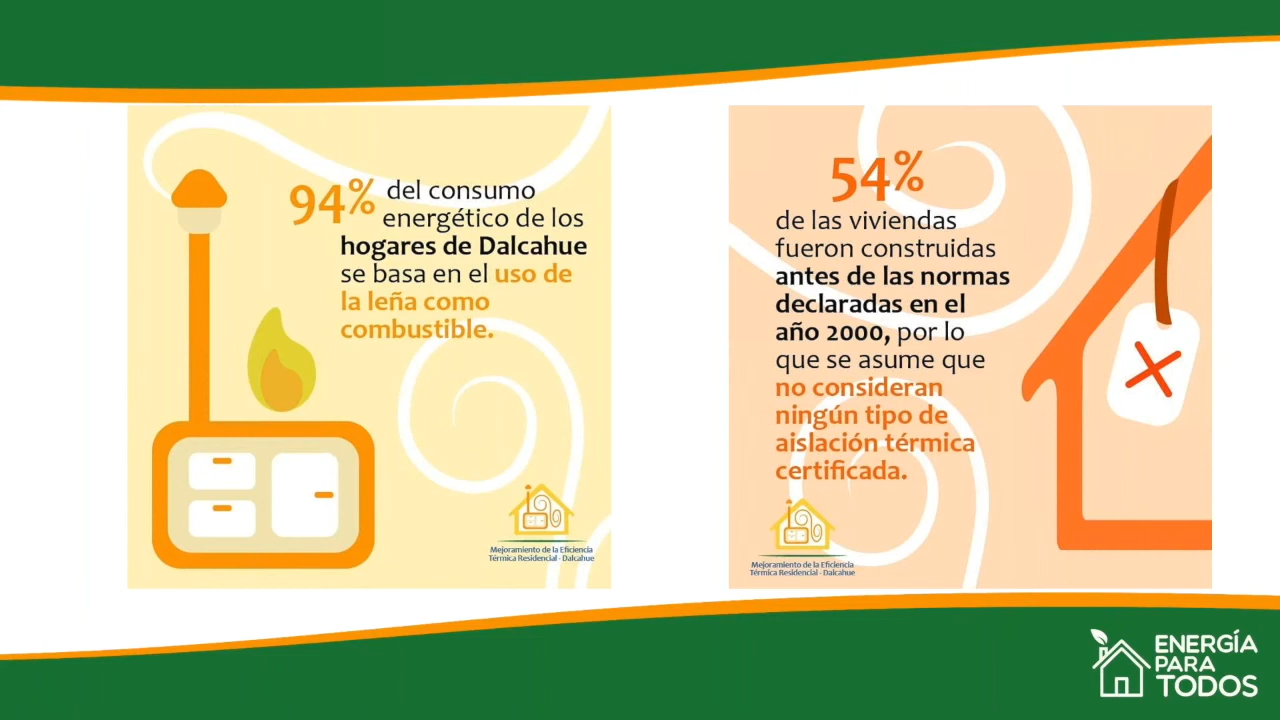 94% del consumo
energético de los
hogares de Dalcahue
se basa en el uso de
la leña como
combustible.
Mejoramiento de la Eficiencia
Térmica Residencial - Dalcahue
54%
de las viviendas
fueron construidas
antes de las normas
declaradas en el
año 2000, por lo
que se asume que
no consideran
ningún tipo de
aislación térmica
certificada.
Mejoramiento de la Eficiencia
Térmica Residencial - Dalcahue
ENERGÍA
PARA
TODOS